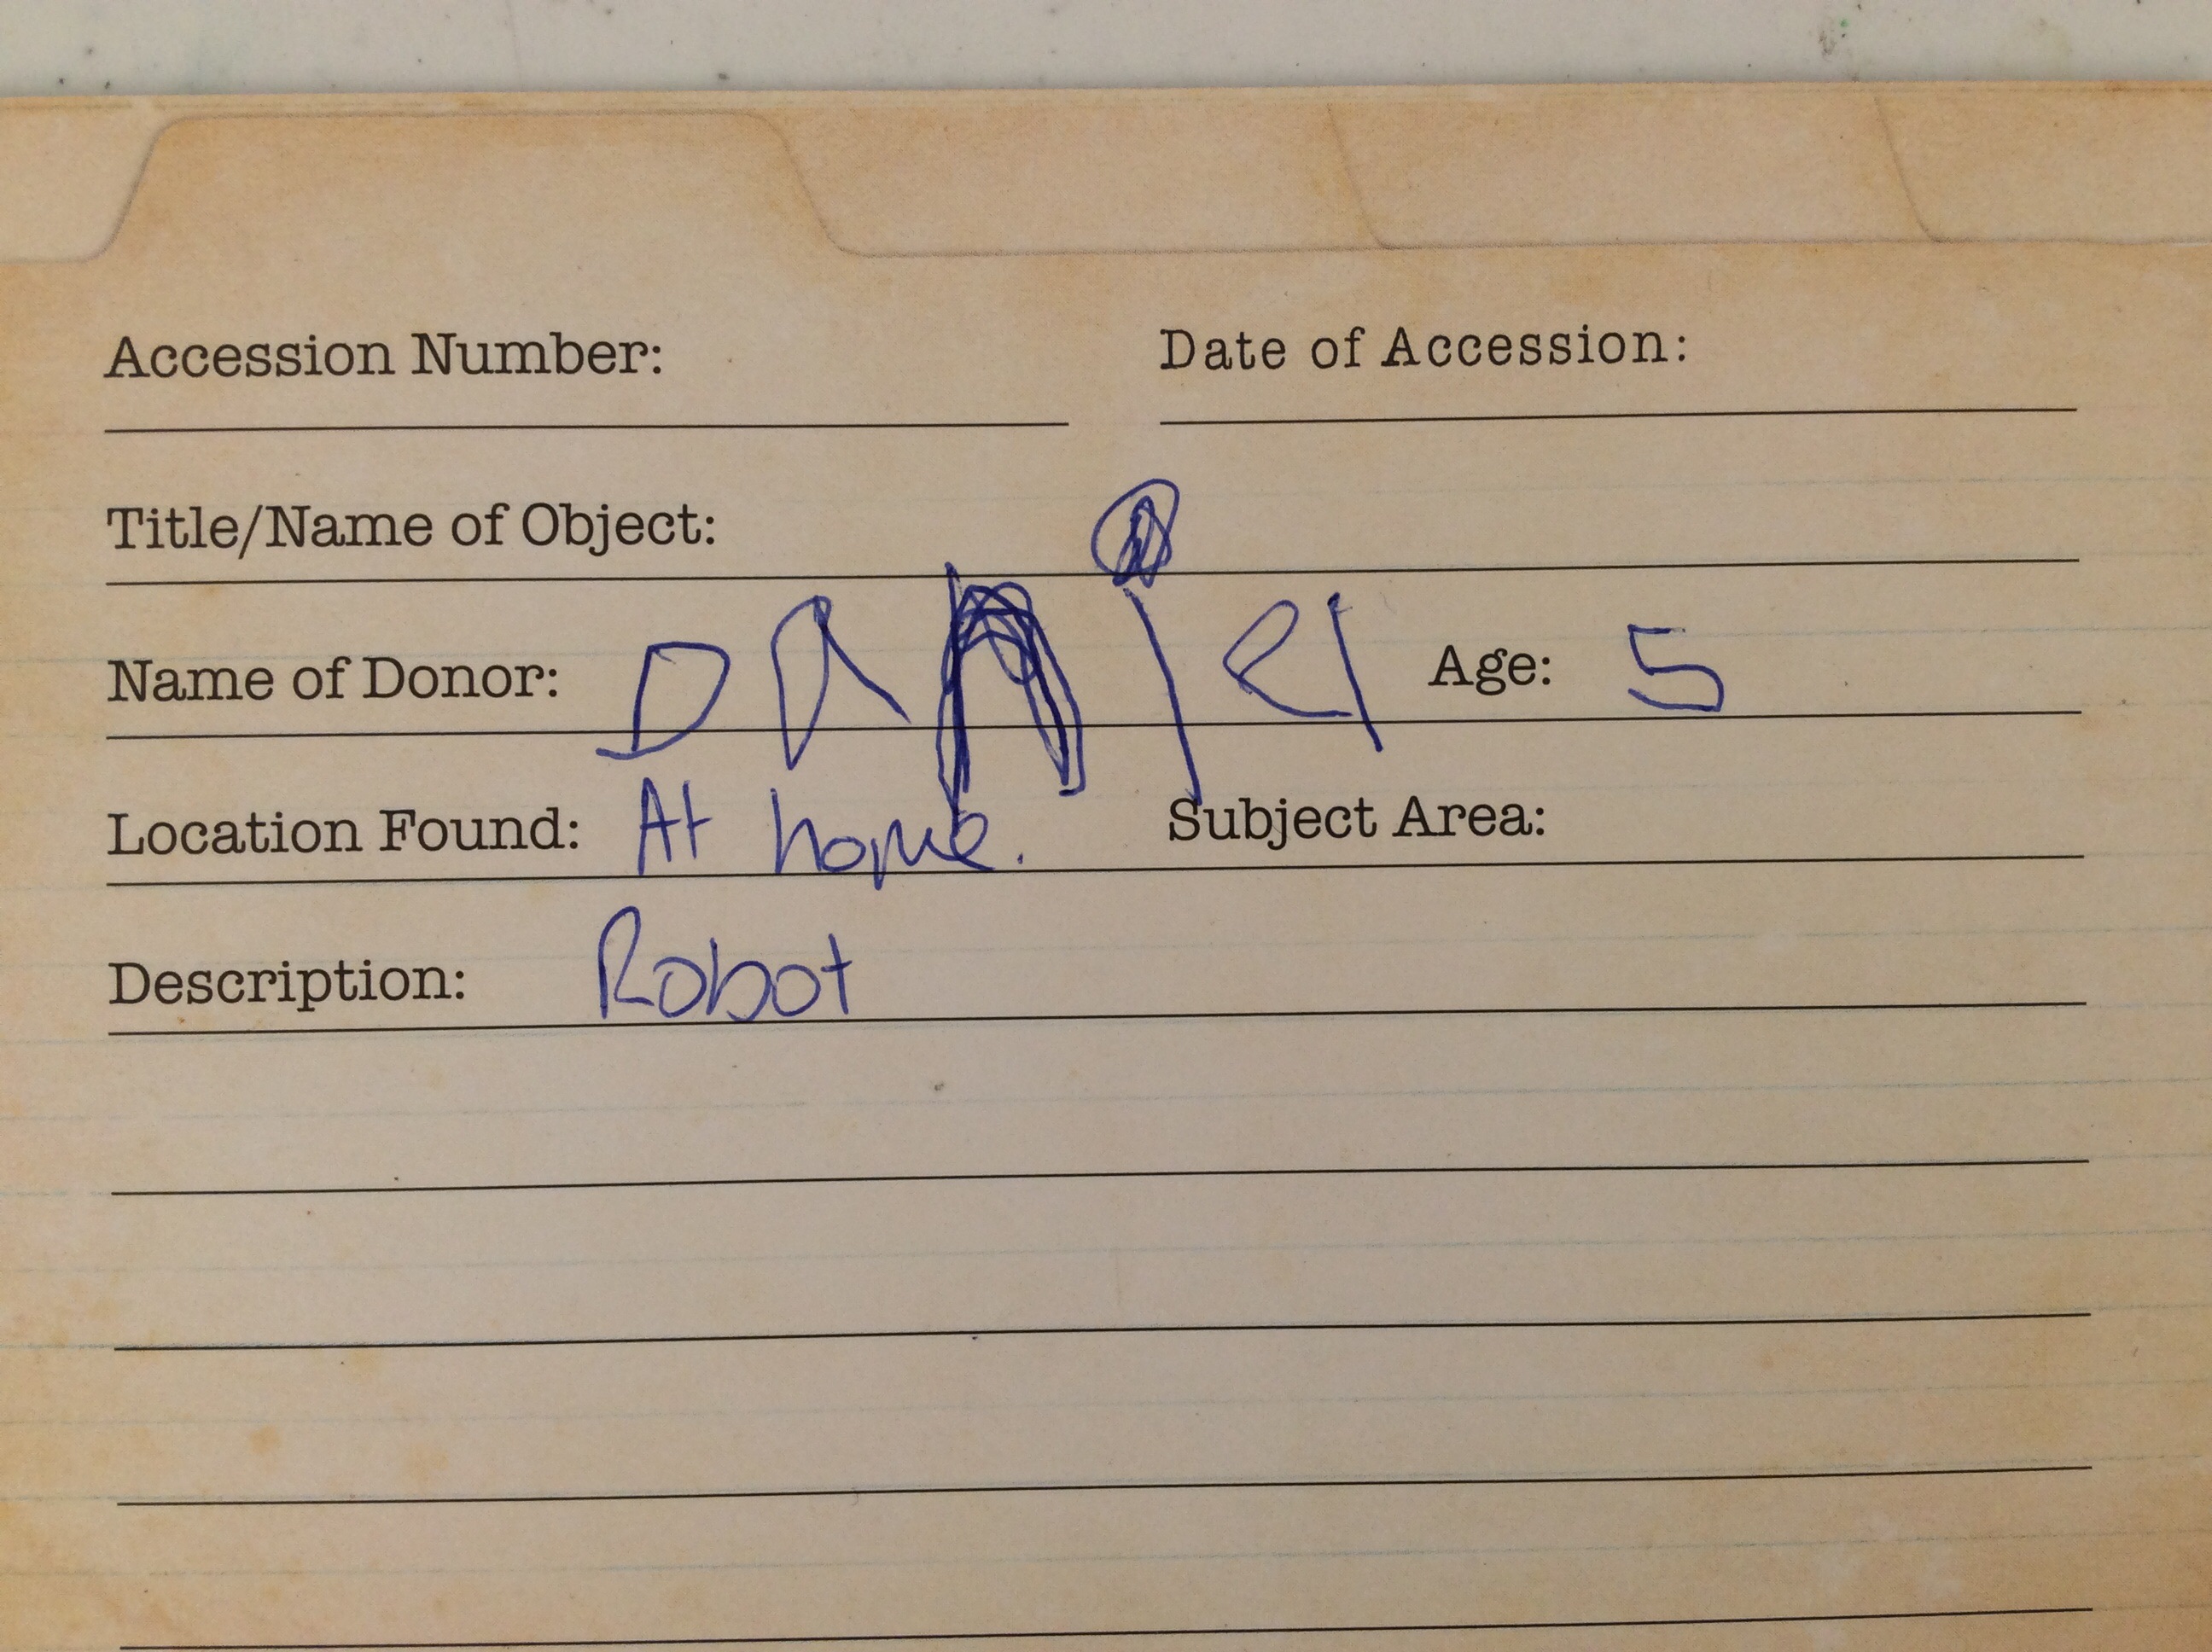 Accession Number: Date of Accession:
Title/Name of Object:
Name of Donor: DANiel Age: 5
Location Found: At home. Subject Area:
Description: Robot